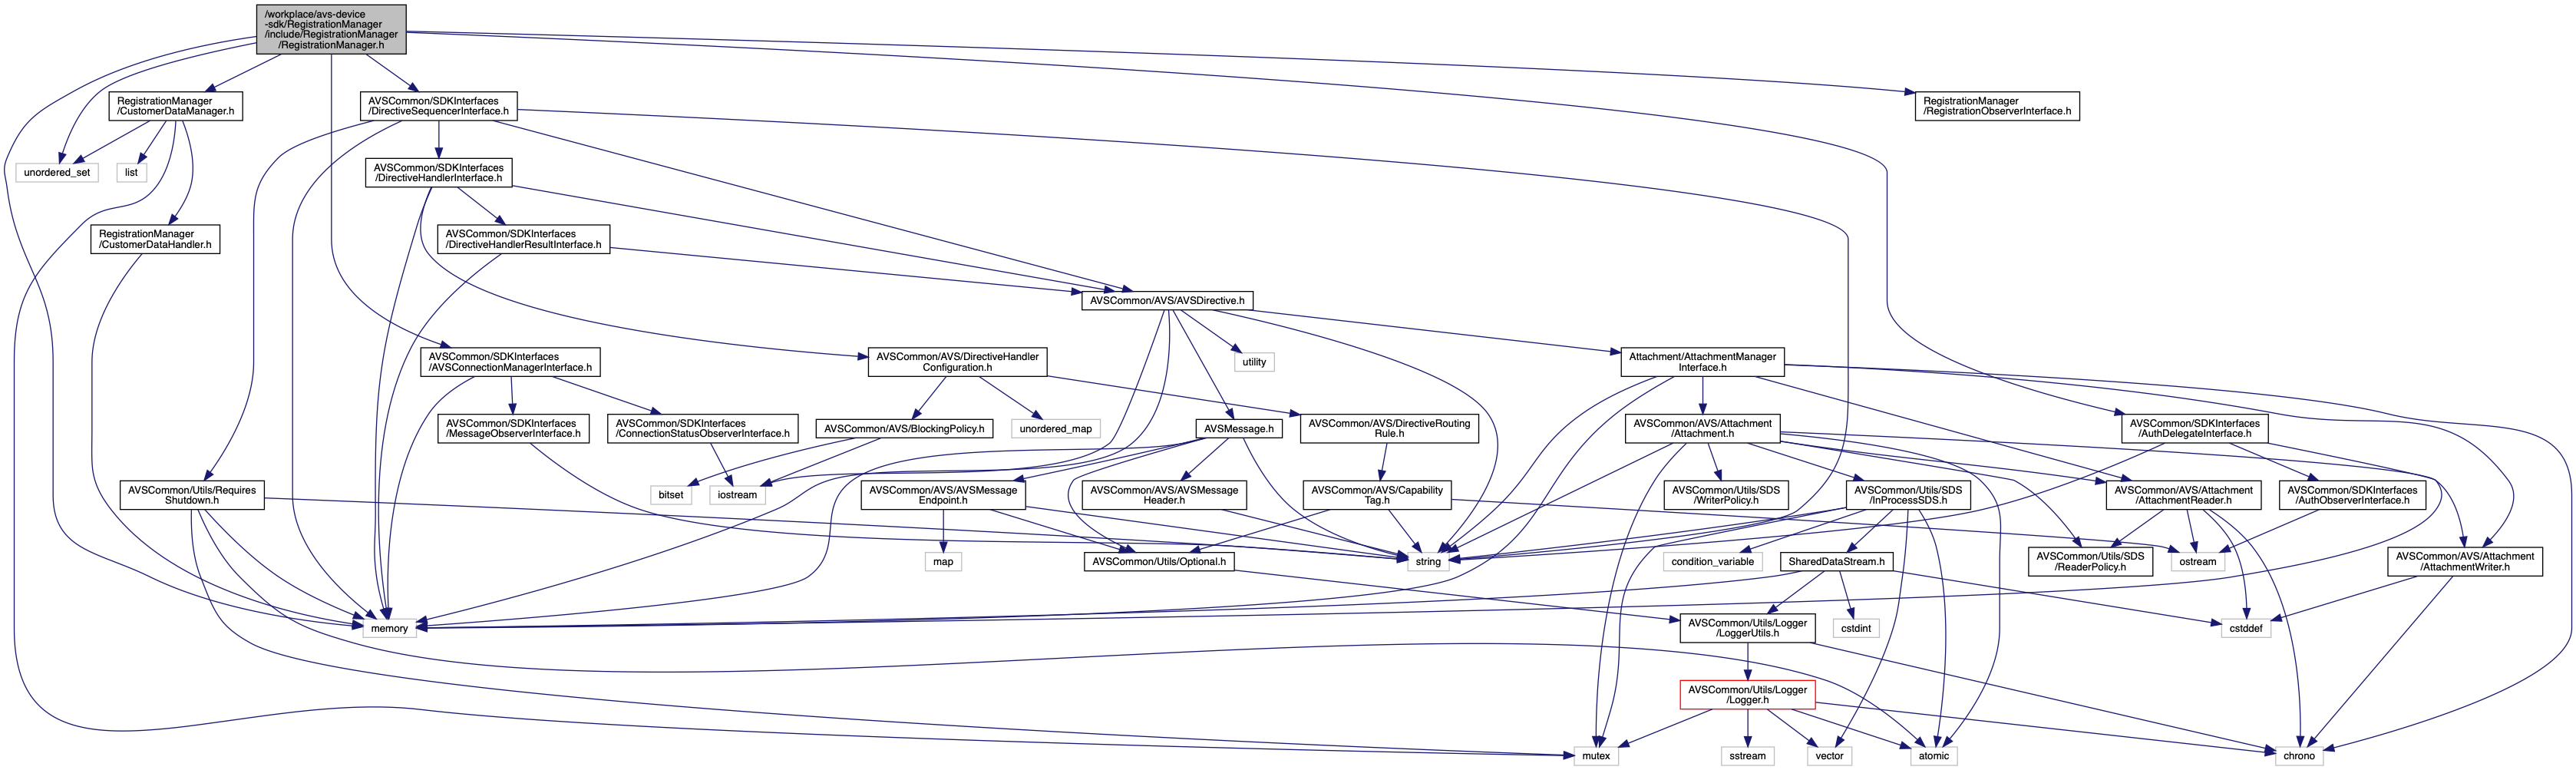 /workplace/avs-device
-sdk/RegistrationManager
/include/RegistrationManager
/RegistrationManager.h
RegistrationManager
/CustomerDataManager.h
AVSCommon/SDKInterfaces
/DirectiveSequencerInterface.h
RegistrationManager
/RegistrationObserverInterface.h
unordered_set
list
AVSCommon/SDKInterfaces
/DirectiveHandlerInterface.h
RegistrationManager
/CustomerDataHandler.h
AVSCommon/SDKInterfaces
/DirectiveHandlerResultInterface.h
AVSCommon/AVS/AVSDirective.h
AVSCommon/SDKInterfaces
/AVSConnectionManagerInterface.h
AVSCommon/AVS/DirectiveHandler
Configuration.h
utility
Attachment/AttachmentManager
Interface.h
AVSCommon/SDKInterfaces
/MessageObserverInterface.h
AVSCommon/SDKInterfaces
/ConnectionStatusObserverInterface.h
AVSCommon/AVS/BlockingPolicy.h
unordered_map
AVSMessage.h
AVSCommon/AVS/DirectiveRouting
Rule.h
AVSCommon/AVS/Attachment
/Attachment.h
AVSCommon/SDKInterfaces
/AuthDelegateInterface.h
AVSCommon/Utils/Requires
Shutdown.h
bitset
iostream
AVSCommon/AVS/AVSMessage
Endpoint.h
AVSCommon/AVS/AVSMessage
Header.h
AVSCommon/AVS/Capability
Tag.h
AVSCommon/Utils/SDS
/WriterPolicy.h
AVSCommon/Utils/SDS
/InProcessSDS.h
AVSCommon/AVS/Attachment
/AttachmentReader.h
AVSCommon/SDKInterfaces
/AuthObserverInterface.h
map
AVSCommon/Utils/Optional.h
string
condition_variable
SharedDataStream.h
AVSCommon/Utils/SDS
/ReaderPolicy.h
ostream
AVSCommon/AVS/Attachment
/AttachmentWriter.h
memory
AVSCommon/Utils/Logger
/LoggerUtils.h
cstdint
cstddef
AVSCommon/Utils/Logger
/Logger.h
mutex
sstream
vector
atomic
chrono